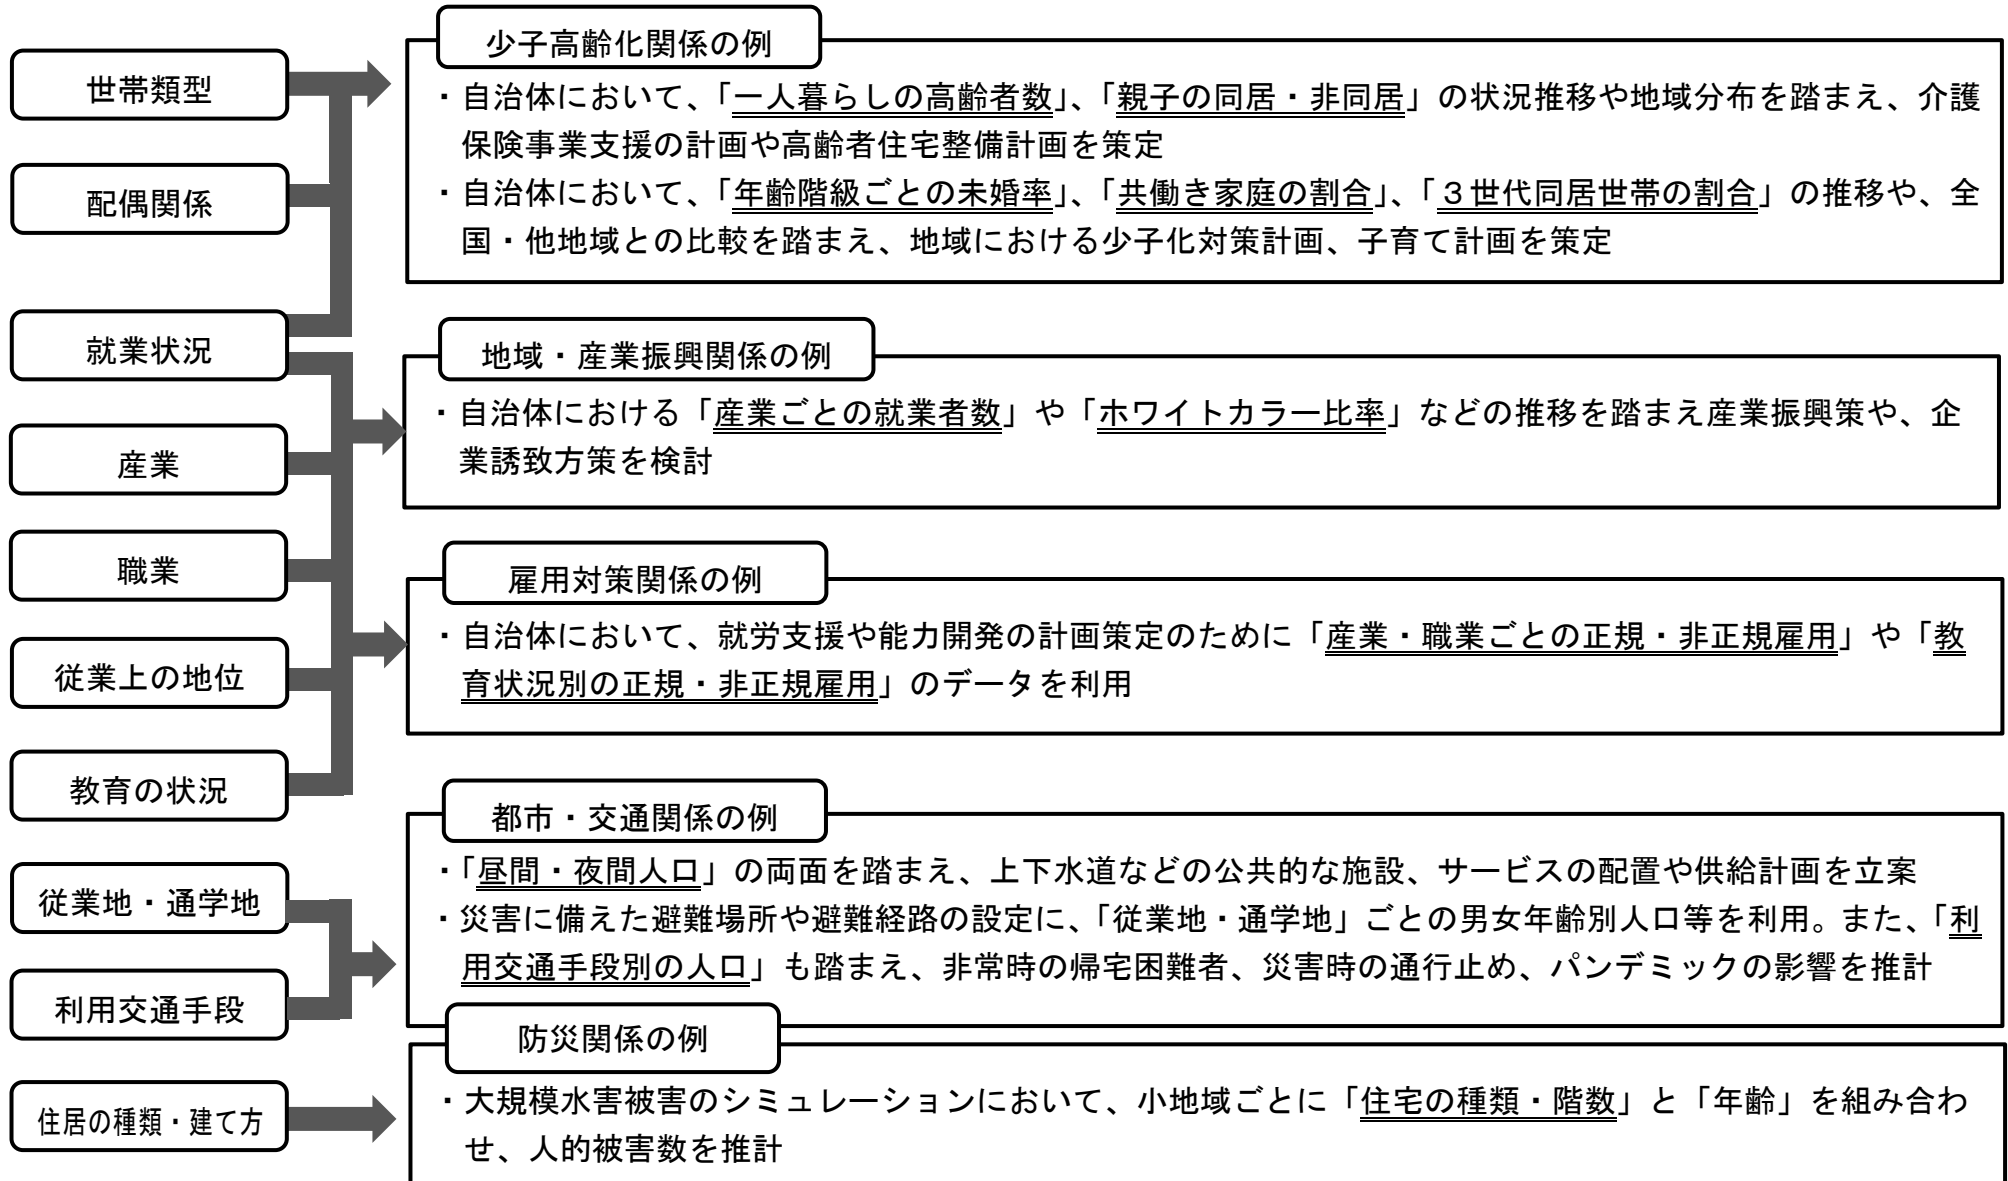 世帯類型
配偶関係
就業状況
産業
職業
従業上の地位
教育の状況
従業地・通学地
利用交通手段
住居の種類・建て方
少子高齢化関係の例
・自治体において、「一人暮らしの高齢者数」、「親子の同居・非同居」の状況推移や地域分布を踏まえ、介護
保険事業支援の計画や高齢者住宅整備計画を策定
・自治体において、「年齢階級ごとの未婚率」、「共働き家庭の割合」、「３世代同居世帯の割合」の推移や、全
国・他地域との比較を踏まえ、地域における少子化対策計画、子育て計画を策定
地域・産業振興関係の例
・自治体における「産業ごとの就業者数」や「ホワイトカラー比率」などの推移を踏まえ産業振興策や、企
業誘致方策を検討
雇用対策関係の例
・自治体において、就労支援や能力開発の計画策定のために「産業・職業ごとの正規・非正規雇用」や「教
育状況別の正規・非正規雇用」のデータを利用
都市・交通関係の例
・「昼間・夜間人口」の両面を踏まえ、上下水道などの公共的な施設、サービスの配置や供給計画を立案
・災害に備えた避難場所や避難経路の設定に、「従業地・通学地」ごとの男女年齢別人口等を利用。また、「利
用交通手段別の人口」も踏まえ、非常時の帰宅困難者、災害時の通行止め、パンデミックの影響を推計
防災関係の例
・大規模水害被害のシミュレーションにおいて、小地域ごとに「住宅の種類・階数」と「年齢」を組み合わ
せ、人的被害数を推計